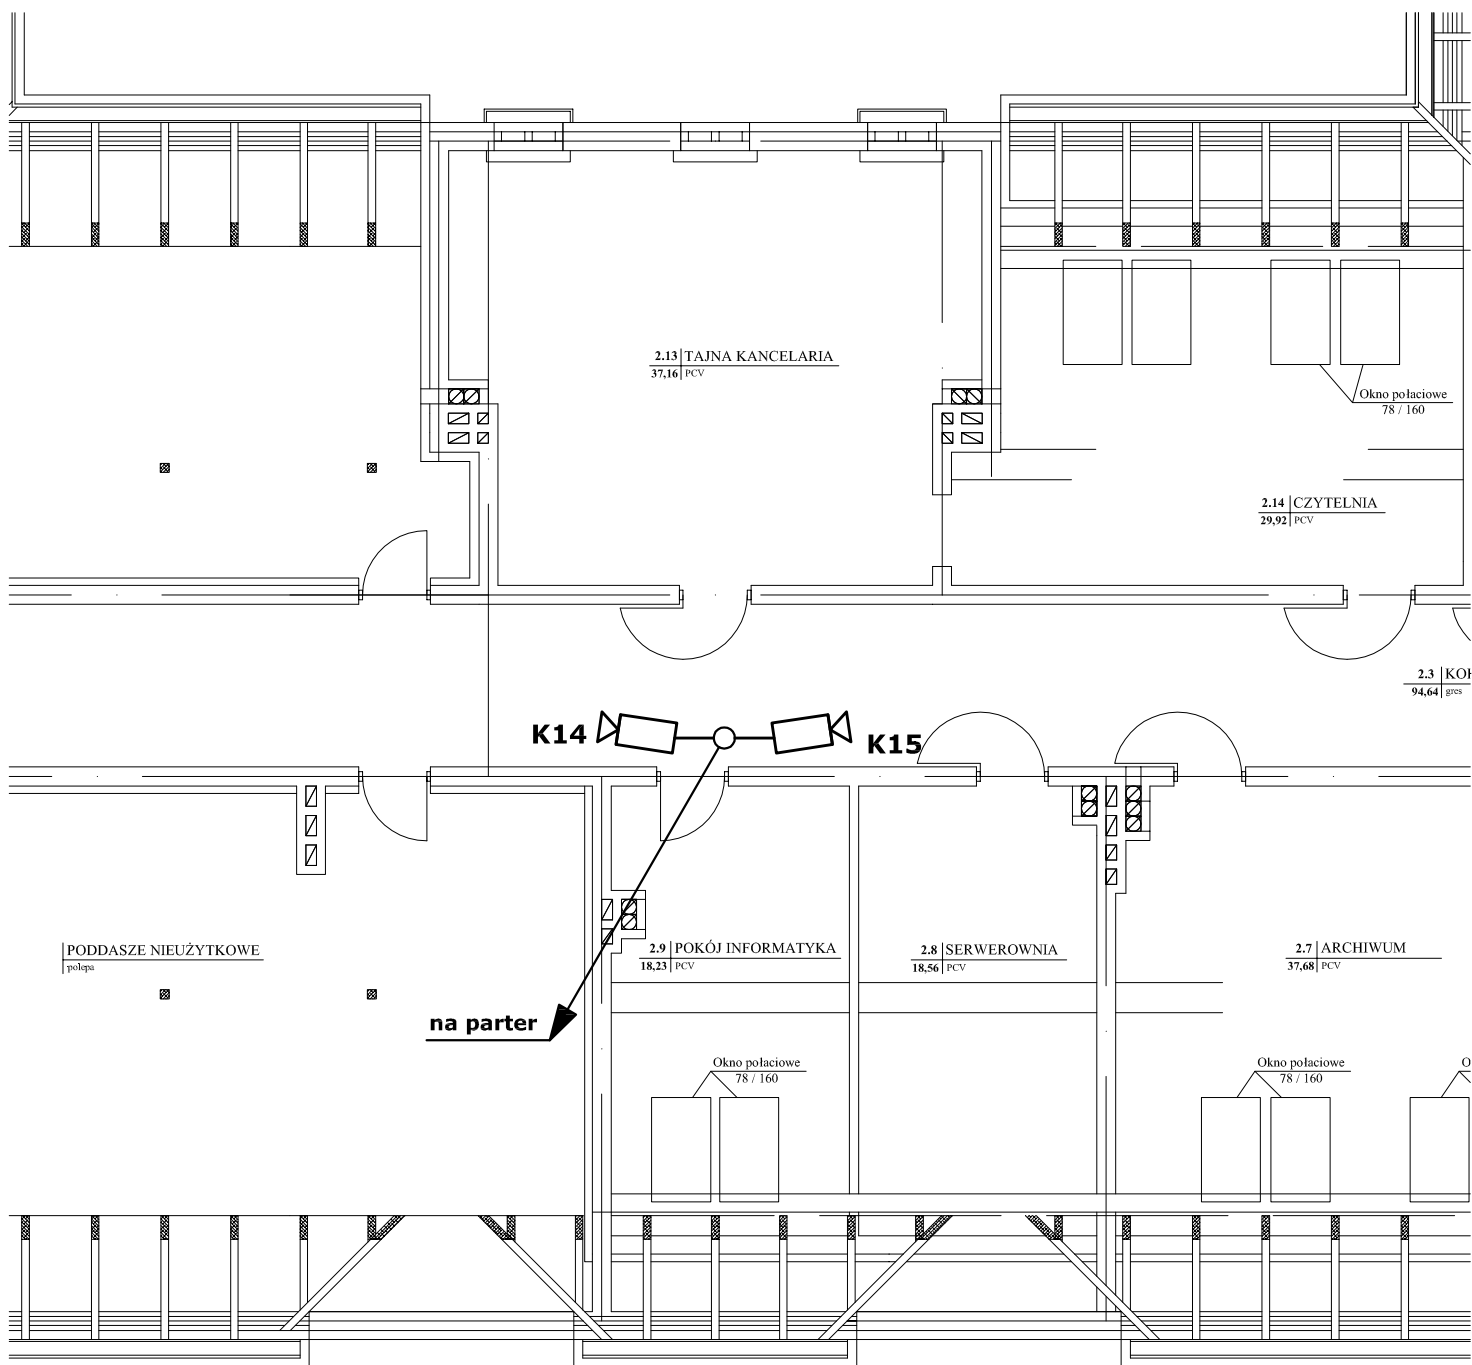 2.13 TAJNA KANCELARIA
37,16 PCV
Okno połaciowe
78 / 160
2.14 CZYTELNIA
29,92 PCV
2.3 KO
94,64 gres
K14
K15
PODDASZE NIEUŻYTKOWE
polepa
2.9 POKÓJ INFORMATYKA
18,23 PCV
2.8 SERWEROWNIA
18,56 PCV
2.7 ARCHIWUM
37,68 PCV
na parter
Okno połaciowe
78 / 160
Okno połaciowe
78 / 160
O